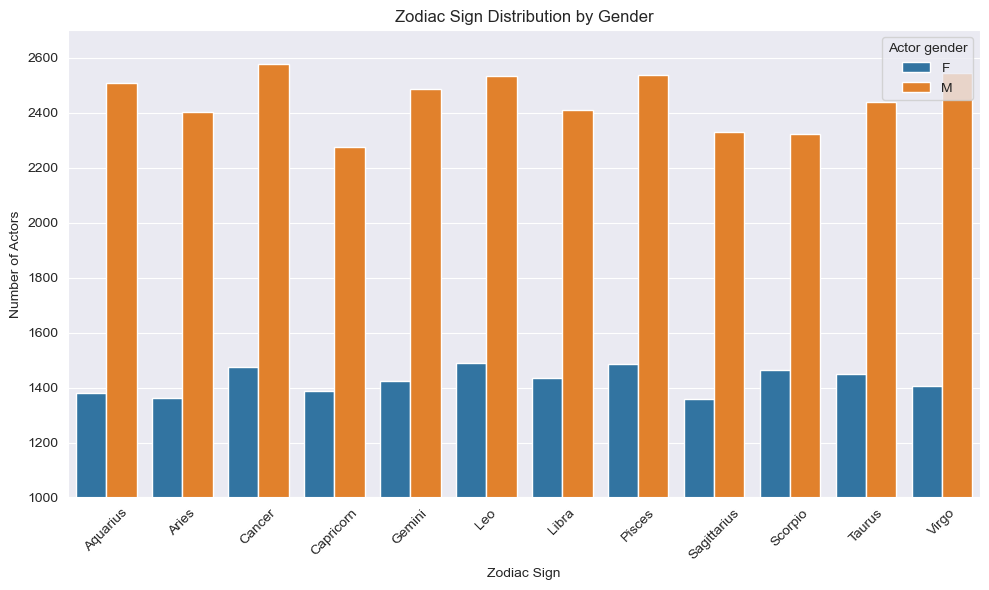 Zodiac Sign Distribution by Gender
Actor gender
F
M
Number of Actors
2600
2400
2200
2000
1800
1600
1400
1200
1000
Aquarius
Aries
Cancer
Capricorn
Gemini
Leo
Libra
Pisces
Sagittarius
Scorpio
Taurus
Virgo
Zodiac Sign